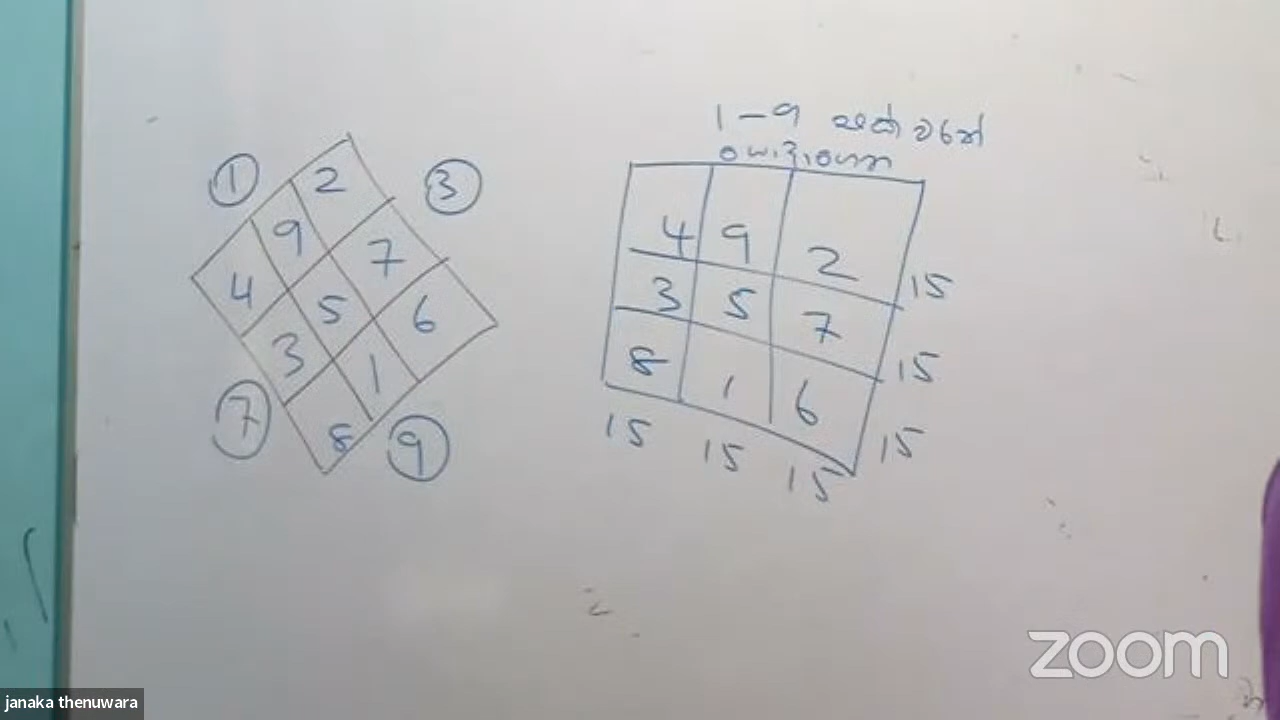 1 – 9
① 2 ③
9 7
4 5 6
3 1
⑦ 8 ⑨
4 9 2 15
3 5 7 15
8 1 6 15
15 15 15
zoom
janaka thenuwara